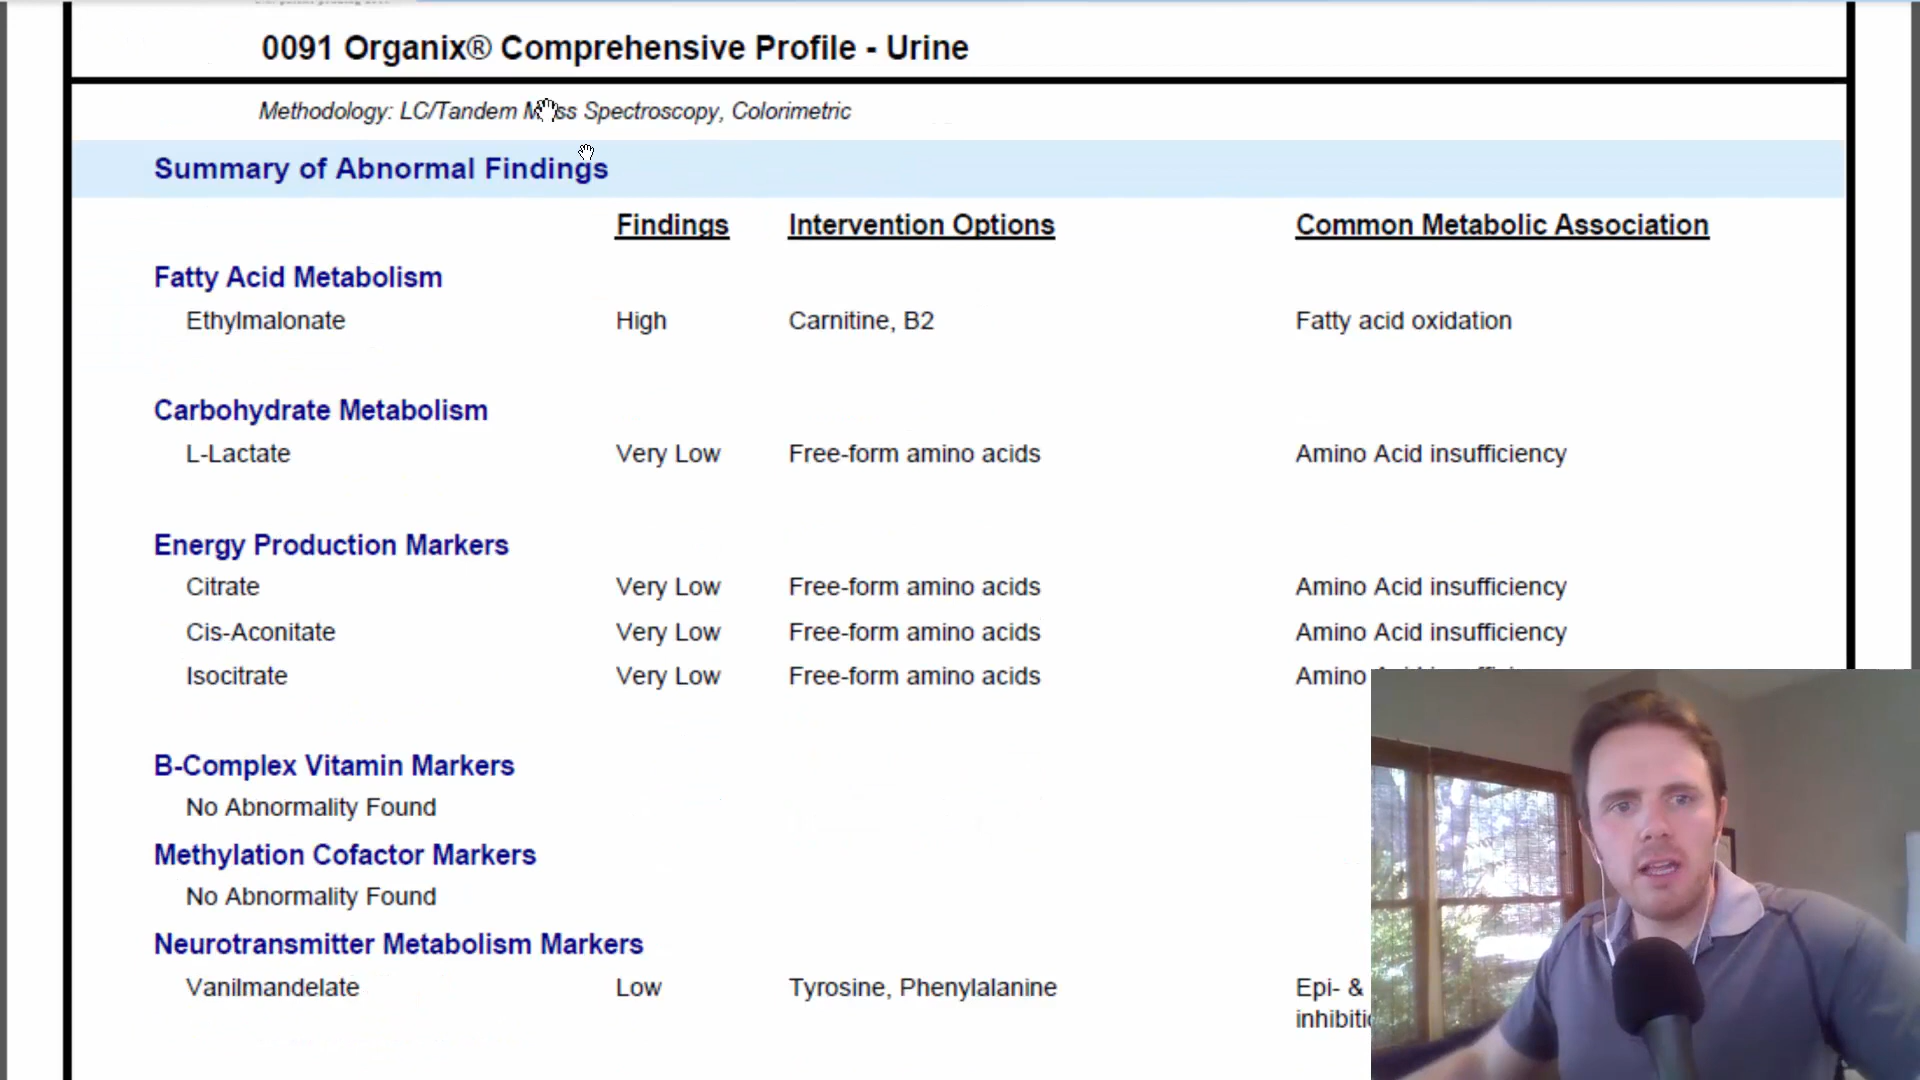 0091 Organix® Comprehensive Profile - Urine
Methodology: LC/Tandem Mass Spectroscopy, Colorimetric
Summary of Abnormal Findings
Findings Intervention Options Common Metabolic Association
Fatty Acid Metabolism
Ethylmalonate High Carnitine, B2 Fatty acid oxidation
Carbohydrate Metabolism
L-Lactate Very Low Free-form amino acids Amino Acid insufficiency
Energy Production Markers
Citrate Very Low Free-form amino acids Amino Acid insufficiency
Cis-Aconitate Very Low Free-form amino acids Amino Acid insufficiency
Isocitrate Very Low Free-form amino acids Amino
B-Complex Vitamin Markers
No Abnormality Found
Methylation Cofactor Markers
No Abnormality Found
Neurotransmitter Metabolism Markers
Vanilmandelate Low Tyrosine, Phenylalanine Epi- &